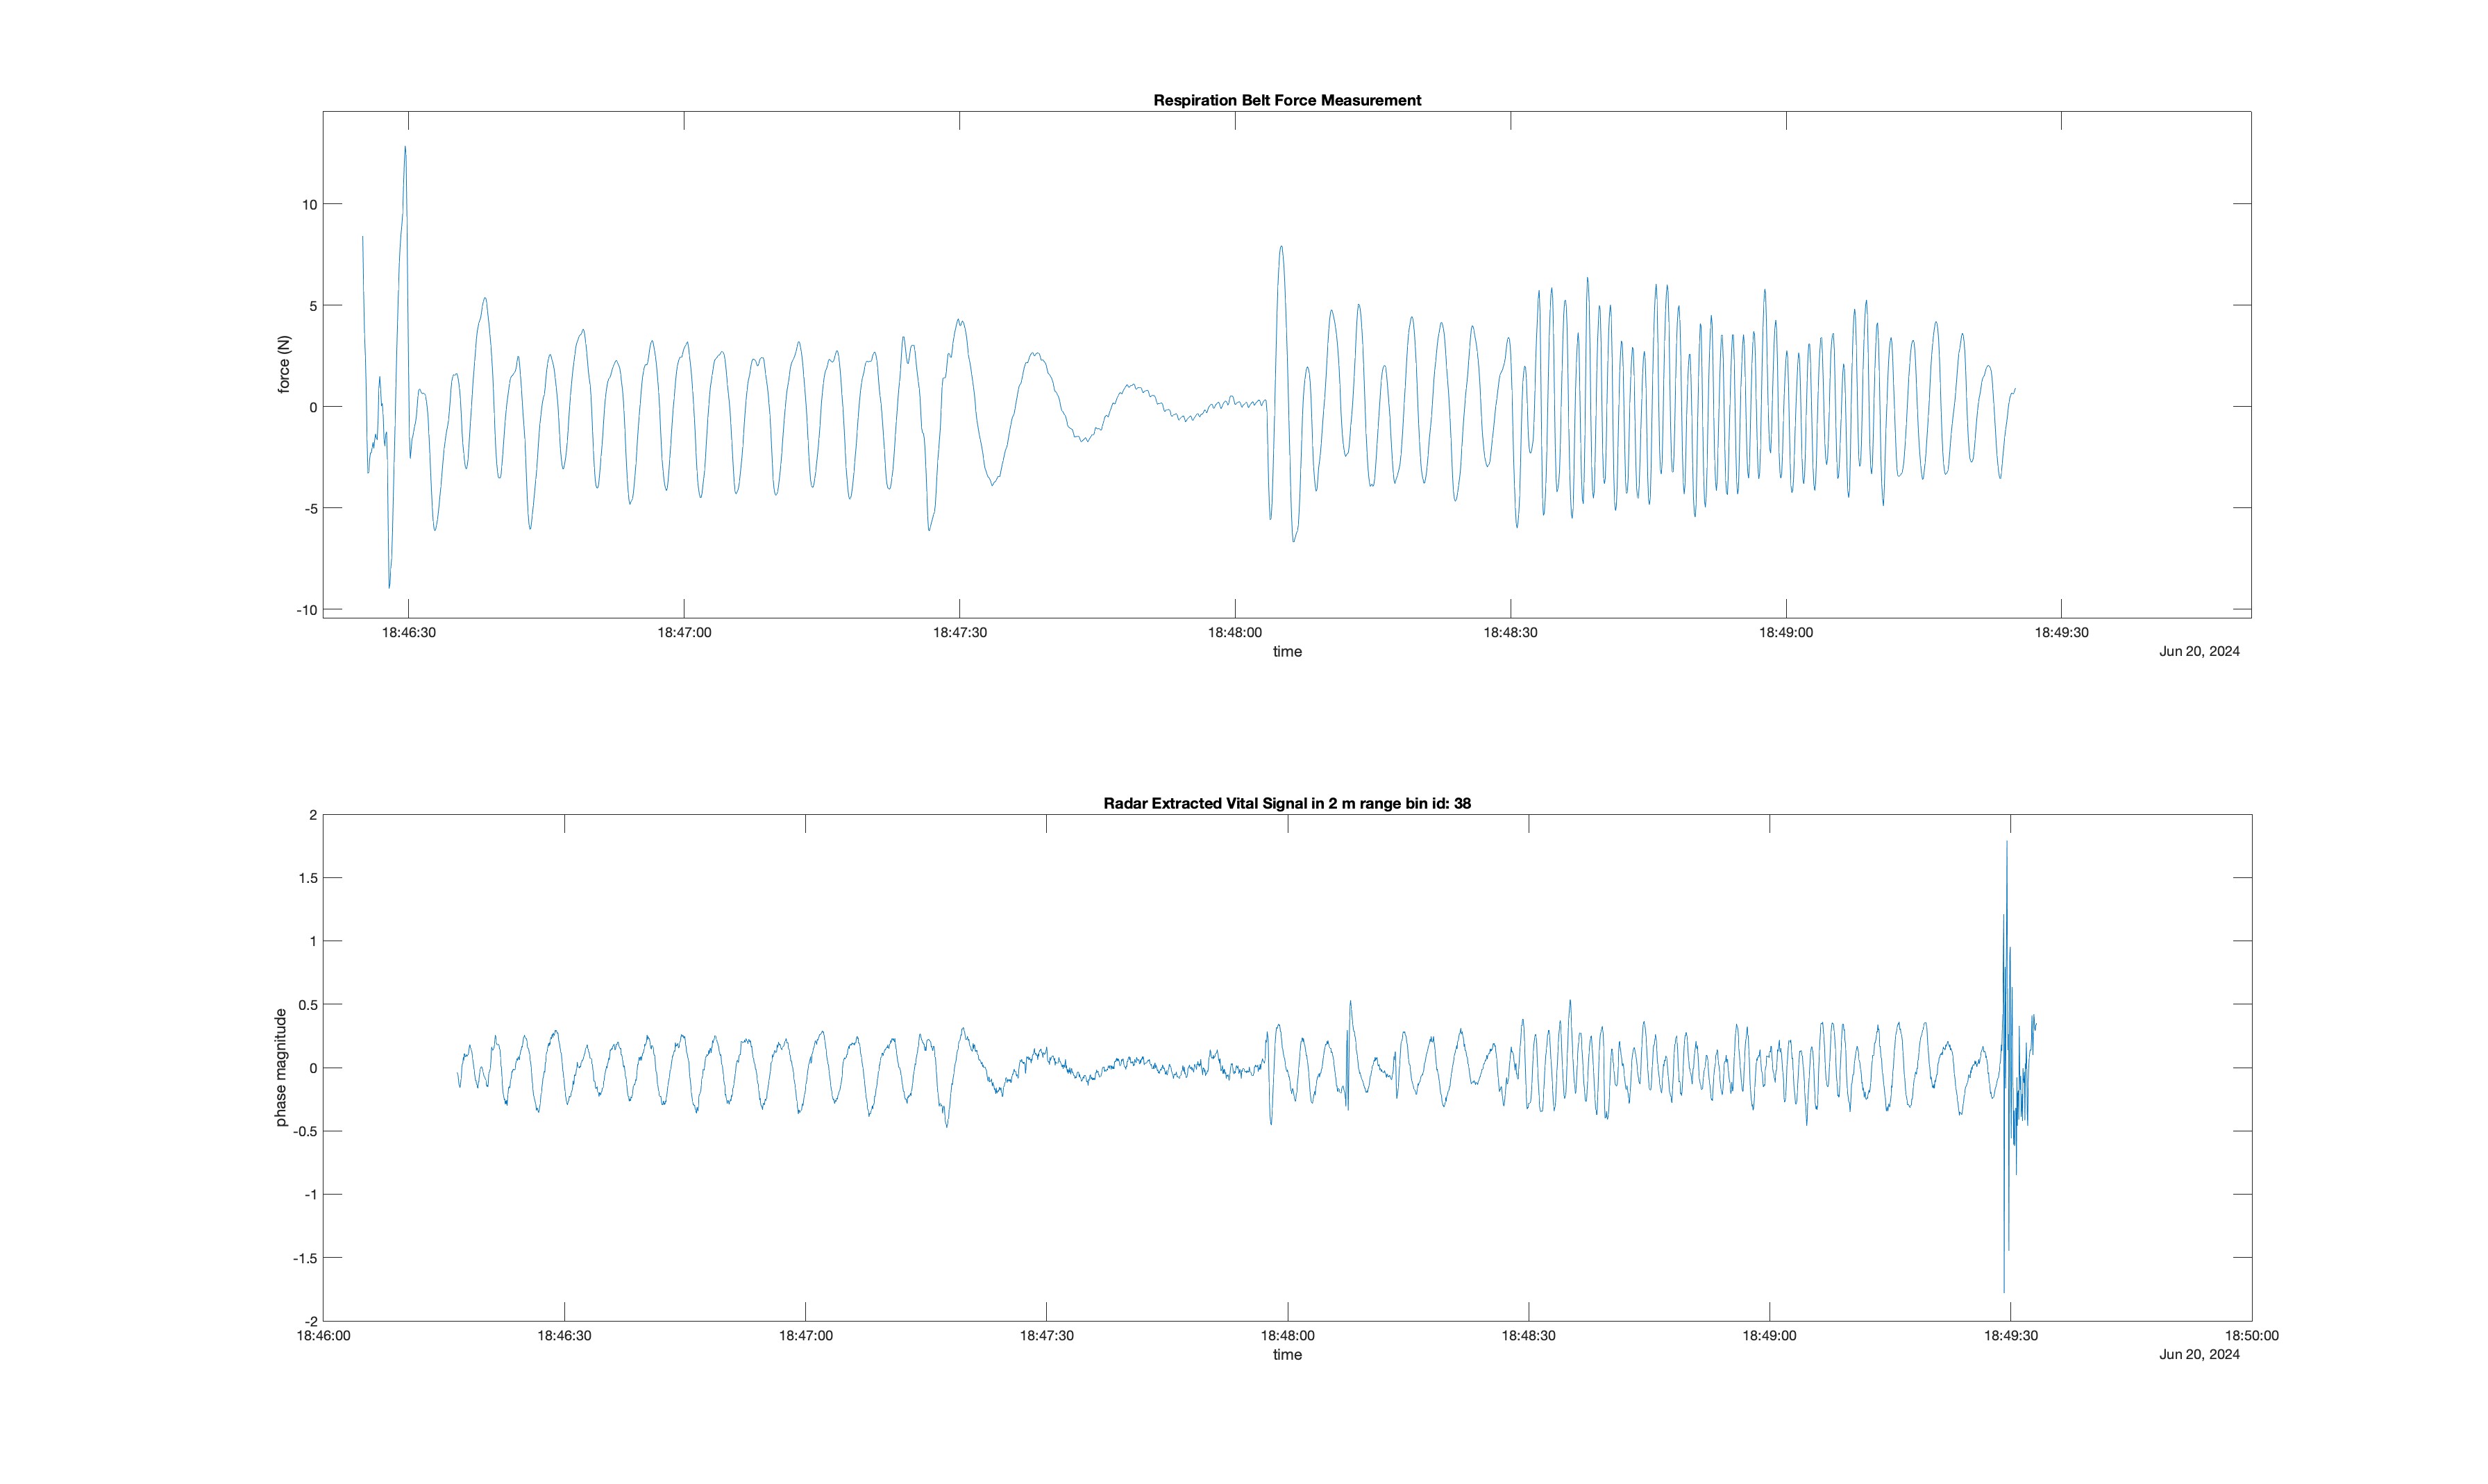 Respiration Belt Force Measurement
force (N)
10
5
0
-5
-10
18:46:30 18:47:00 18:47:30 18:48:00 18:48:30 18:49:00 18:49:30
time
Jun 20, 2024
Radar Extracted Vital Signal in 2 m range bin id: 38
phase magnitude
2
1.5
1
0.5
0
-0.5
-1
-1.5
-2
18:46:00 18:46:30 18:47:00 18:47:30 18:48:00 18:48:30 18:49:00 18:49:30 18:50:00
time
Jun 20, 2024